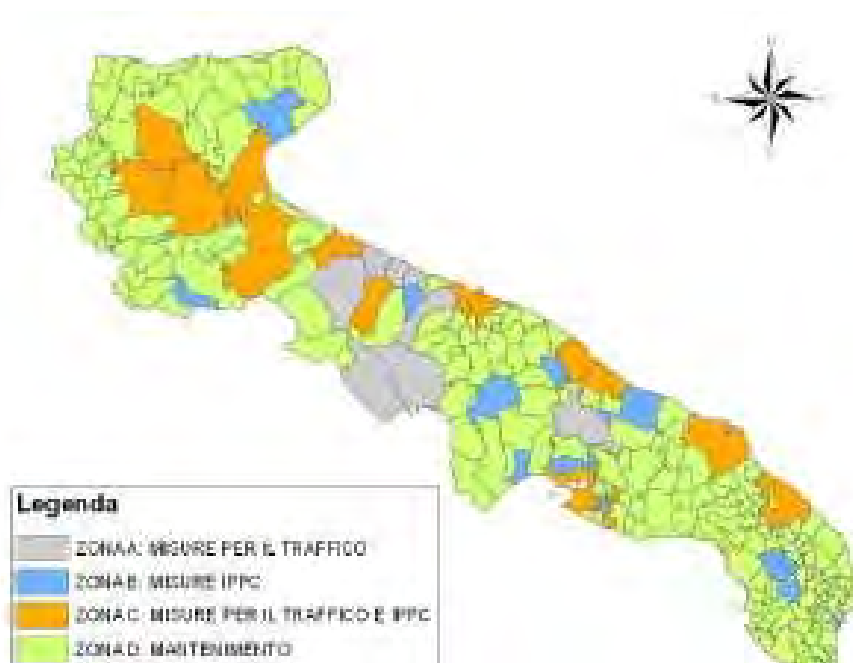 Legenda
ZONA A: MISURE PER IL TRAFFICO
ZONA B: MISURE IPPC
ZONA C: MISURE PER IL TRAFFICO E IPPC
ZONA D: MANTENIMENTO